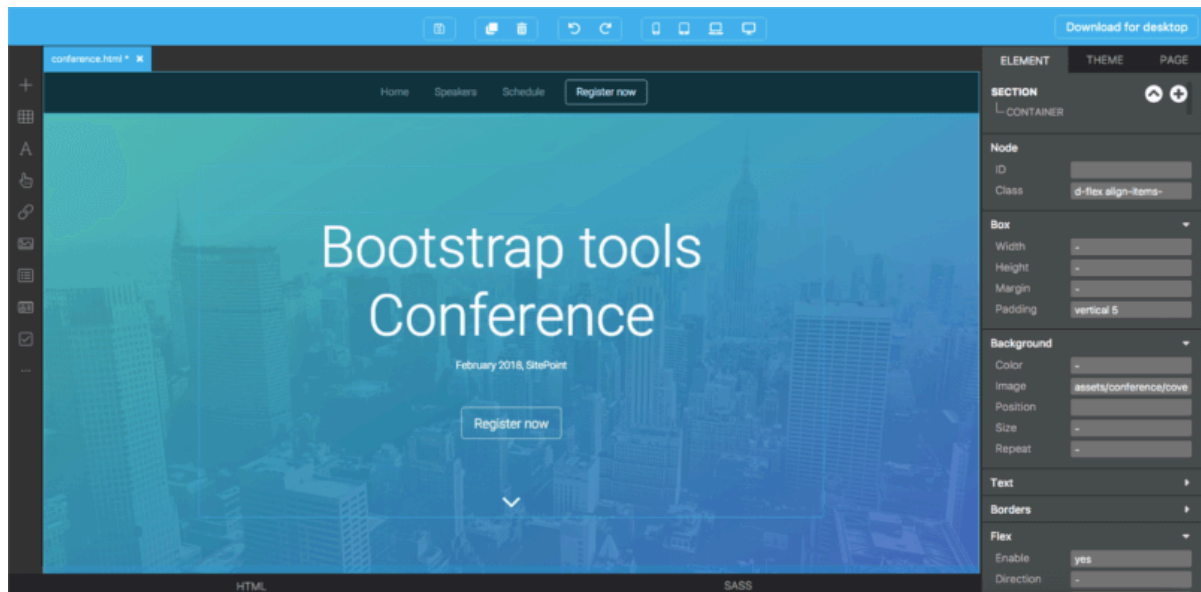 Download for desktop
conference.html * ×
ELEMENT THEME PAGE
Home Speakers Schedule Register now
SECTION
CONTAINER
Node
ID
Class d-flex align-items-
Box
Width -
Height -
Margin -
Padding vertical 5
Background
Color -
Image assets/conference/cove
Position
Size -
Repeat -
Text
Borders
Flex
Enable yes
Direction -
Bootstrap tools
Conference
February 2018, SitePoint
Register now
HTML SASS